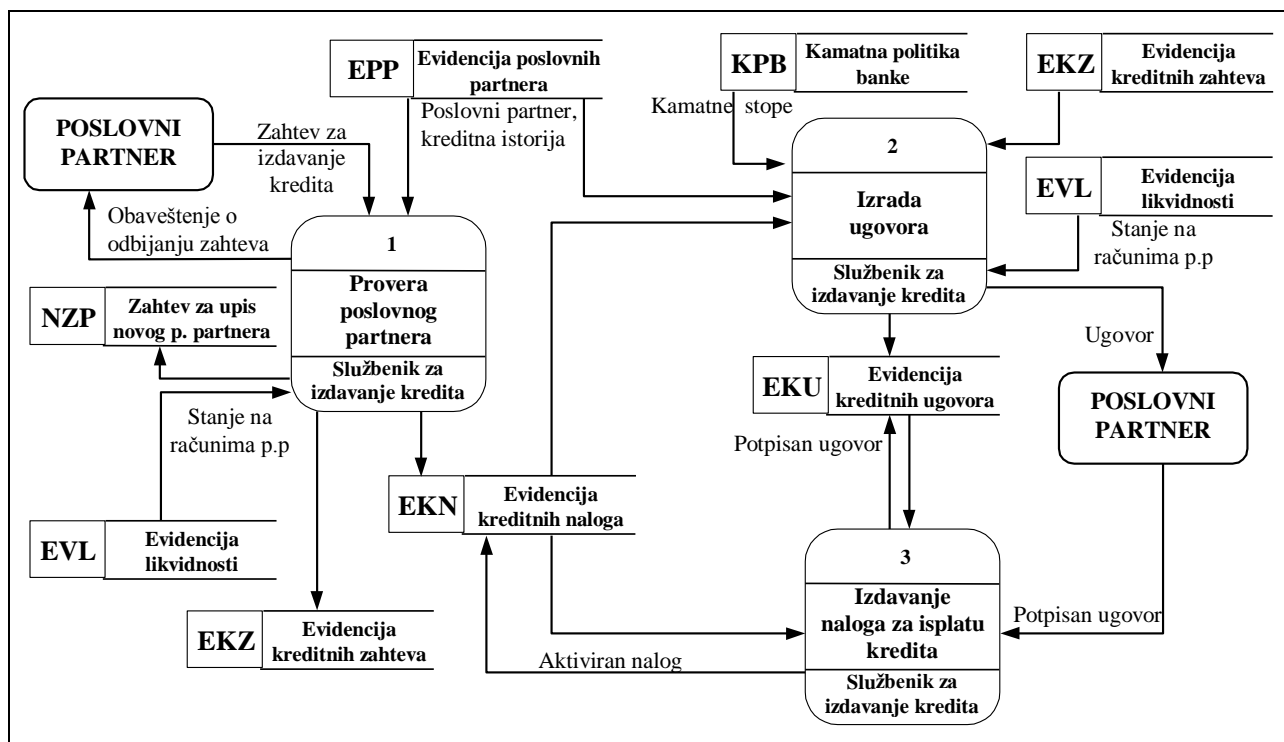 EPP
Evidencija poslovnih
partnera
KPB
Kamatna politika
banke
EKZ
Evidencija
kreditnih zahteva
POSLOVNI
PARTNER
Zahtev za
izdavanje
kredita
Poslovni partner,
kreditna istorija
Kamatne stope
2
Izrada
ugovora
Službenik za
izdavanje kredita
EVL
Evidencija
likvidnosti
Stanje na
računima p.p
Obaveštenje o
odbijanju zahteva
1
Provera
poslovnog
partnera
Službenik za
izdavanje kredita
NZP
Zahtev za upis
novog p. partnera
Ugovor
Stanje na
računima p.p
EKU
Evidencija
kreditnih ugovora
POSLOVNI
PARTNER
Potpisan ugovor
EKN
Evidencija
kreditnih naloga
EVL
Evidencija
likvidnosti
3
Izdavanje
naloga za isplatu
kredita
Službenik za
izdavanje kredita
Potpisan ugovor
EKZ
Evidencija
kreditnih zahteva
Aktiviran nalog